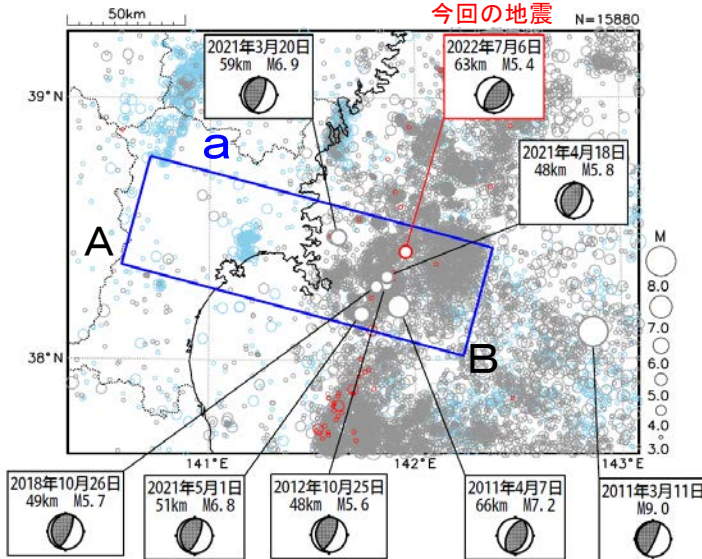 50km
今回の地震
N=15880
2021年3月20日
59km M6.9
2022年7月6日
63km M5.4
39°N
a
2021年4月18日
48km M5.8
A
M
8.0
7.0
6.0
5.0
4.0
3.0
38°N
B
141°E
142°E
143°E
2018年10月26日
49km M5.7
2021年5月1日
51km M6.8
2012年10月25日
48km M5.6
2011年4月7日
66km M7.2
2011年3月11日
M9.0